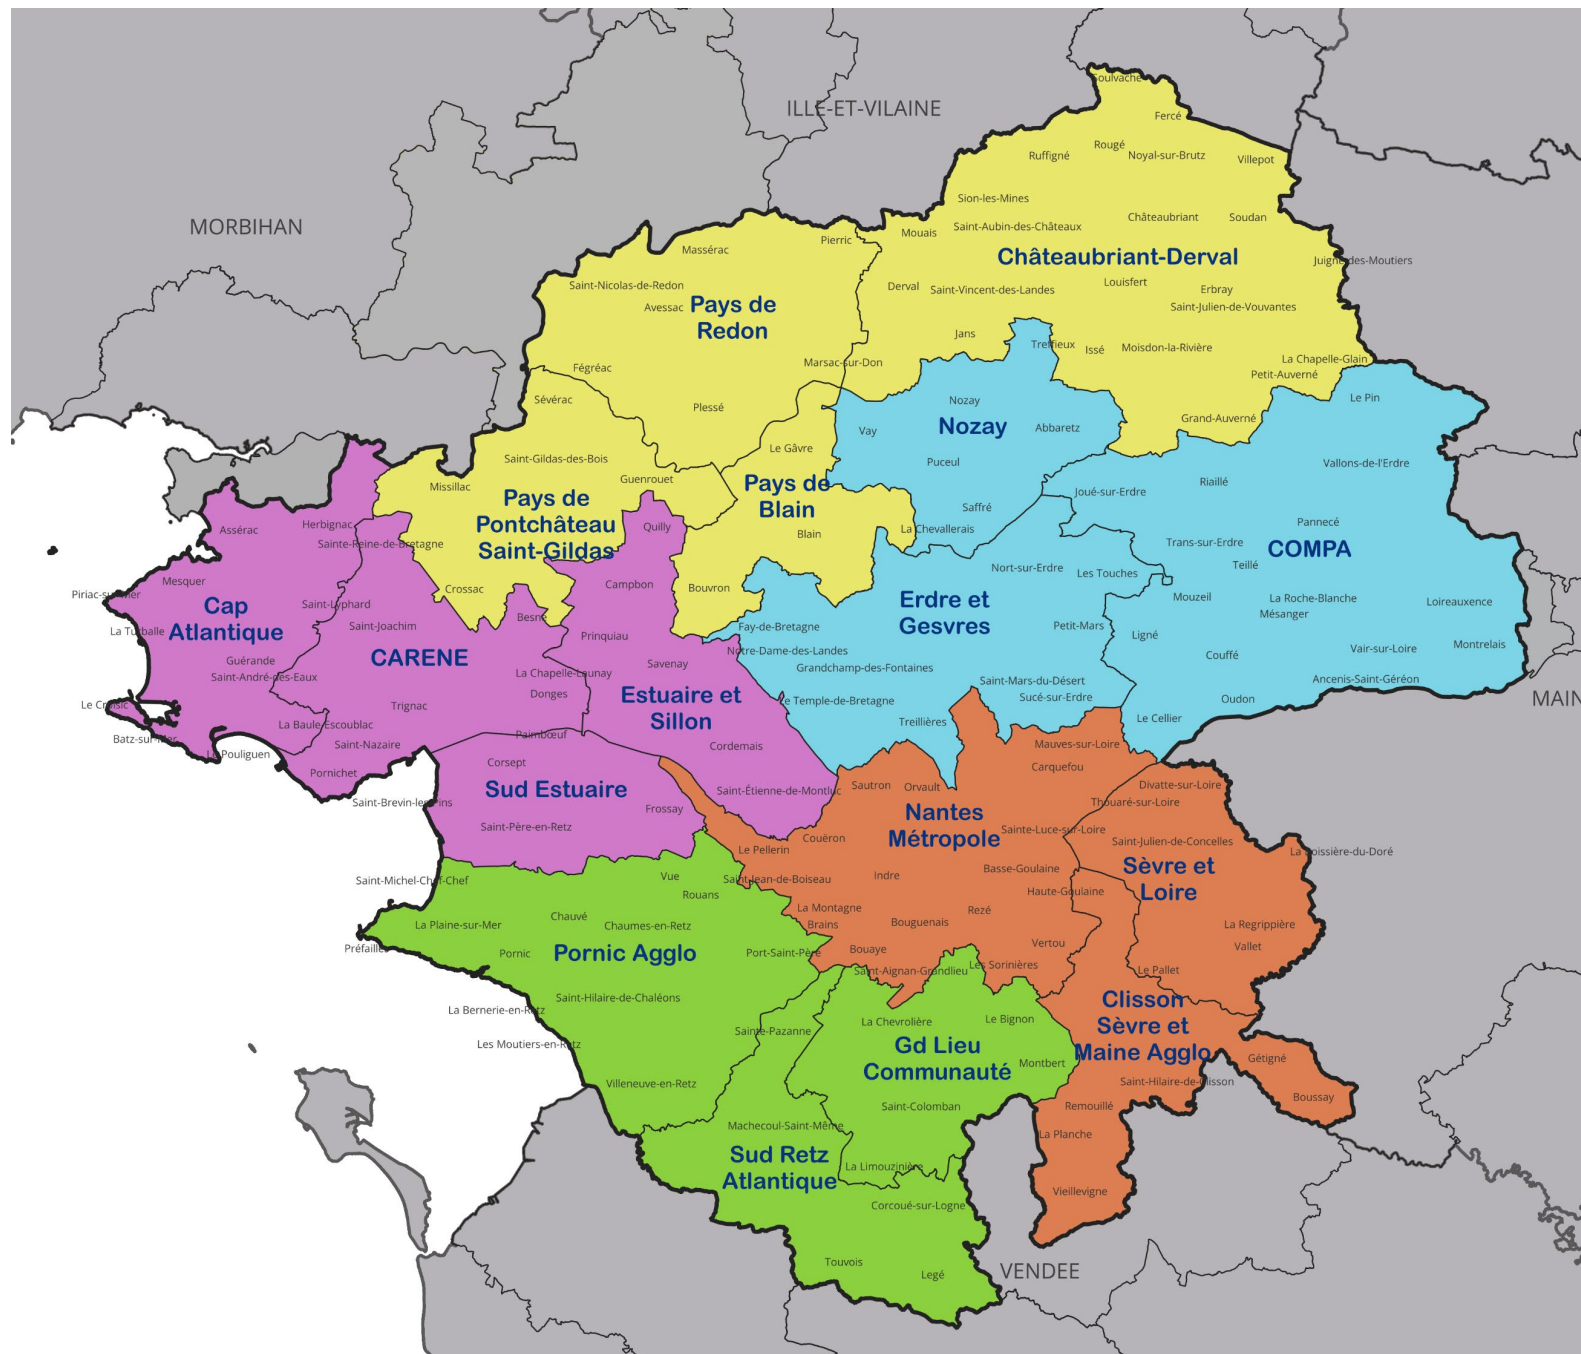 Soulvache
ILLE-ET-VILAINE
Fercé
Rougé
Ruffigné
Noyal-sur-Brutz
Villepot
Sion-les-Mines
Châteaubriant
Soudan
MORBIHAN
Saint-Aubin-des-Châteaux
Mouais
Pierric
Massérac
Châteaubriant-Derval
Juigné-des-Moutiers
Saint-Nicolas-de-Redon
Derval
Saint-Vincent-des-Landes
Louisfert
Erbray
Avessac
Pays de
Redon
Saint-Julien-de-Vouvantes
Jans
Treffieux
Issé
Moisdon-la-Rivière
La Chapelle-Glain
Marsac-sur-Don
Fégréac
Petit-Auverné
Sévérac
Plessé
Nozay
Le Pin
Grand-Auverné
Vay
Nozay
Abbaretz
Le Gâvre
Saint-Gildas-des-Bois
Puceul
Vallons-de-l'Erdre
Guenrouet
Riaillé
Missillac
Pays de
Pontchâteau
Saint-Gildas
Pays de
Blain
Joué-sur-Erdre
Saffré
Assérac
Herbignac
Quilly
Blain
La Chevallerais
Pannecé
Sainte-Reine-de-Bretagne
Trans-sur-Erdre
COMPA
Teillé
Nort-sur-Erdre
Les Touches
Mesquer
Campbon
Bouvron
Crossac
Piriac-sur-Mer
Cap
Atlantique
Saint-Lyphard
Erdre et
Gesvres
Mouzeil
La Roche-Blanche
Mésanger
Loireauxence
Besné
Saint-Joachim
Fay-de-Bretagne
Petit-Mars
La Turballe
Prinquiau
Ligné
Notre-Dame-des-Landes
Montrelais
Vair-sur-Loire
Couffé
CARENE
Guérande
Savenay
Grandchamp-des-Fontaines
Saint-André-des-Eaux
La Chapelle-Launay
Saint-Mars-du-Désert
Ancenis-Saint-Géréon
Donges
Estuaire et
Sillon
Le Temple-de-Bretagne
Sucé-sur-Erdre
Oudon
MAIN
Le Croisic
Trignac
Treillières
Le Cellier
La Baule-Escoublac
Batz-sur-Mer
Paimbœuf
Saint-Nazaire
Cordemais
Mauves-sur-Loire
Le Pouliguen
Corsept
Carquefou
Pornichet
Sud Estuaire
Saint-Étienne-de-Montluc
Sautron
Orvault
Divatte-sur-Loire
Saint-Brevin-les-Pins
Frossay
Thouaré-sur-Loire
Nantes
Métropole
Saint-Père-en-Retz
Couëron
Sainte-Luce-sur-Loire
Saint-Julien-de-Concelles
Le Pellerin
La Boissière-du-Doré
Sèvre et
Loire
Basse-Goulaine
Saint-Michel-Chef-Chef
Vue
Saint-Jean-de-Boiseau
Indre
Rouans
Haute-Goulaine
La Montagne
Rezé
Chauvé
La Plaine-sur-Mer
Chaumes-en-Retz
Brains
Bouguenais
La Regrippière
Préfailles
Pornic
Pornic Agglo
Port-Saint-Père
Bouaye
Vertou
Vallet
Saint-Aignan-Grandlieu
Les Sorinières
Le Pallet
Saint-Hilaire-de-Chaléons
Clisson
Sèvre et
Maine Agglo
La Bernerie-en-Retz
La Chevrolière
Le Bignon
Sainte-Pazanne
Les Moutiers-en-Retz
Gd Lieu
Communauté
Montbert
Gétigné
Villeneuve-en-Retz
Saint-Hilaire-de-Clisson
Boussay
Saint-Colomban
Remouillé
Machecoul-Saint-Même
La Planche
Sud Retz
Atlantique
La Limouzinière
Vieillevigne
Corcoué-sur-Logne
Touvois
Legé
VENDEE